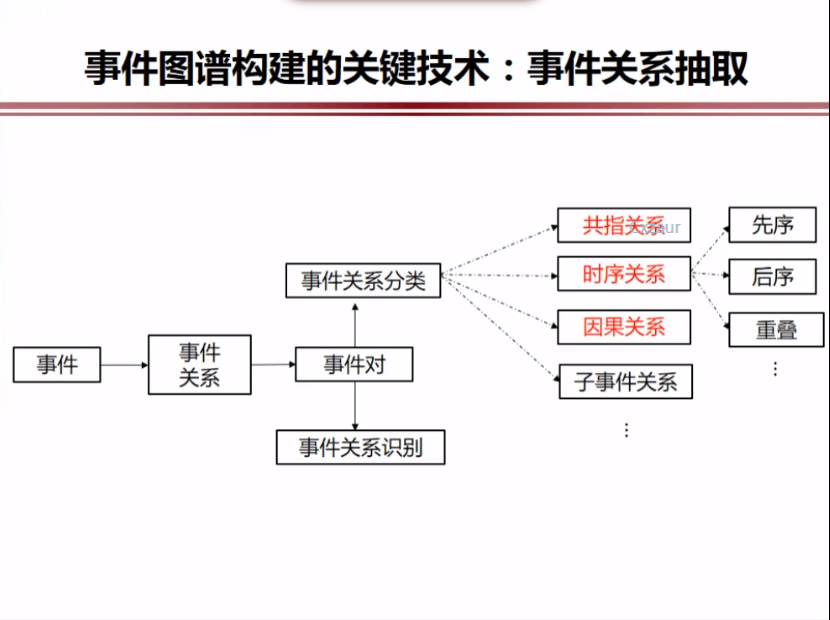 事件图谱构建的关键技术：事件关系抽取
共指关系
先序
时序关系
后序
事件关系分类
因果关系
重叠
事件
事件
关系
事件对
子事件关系
⋮
⋮
事件关系识别